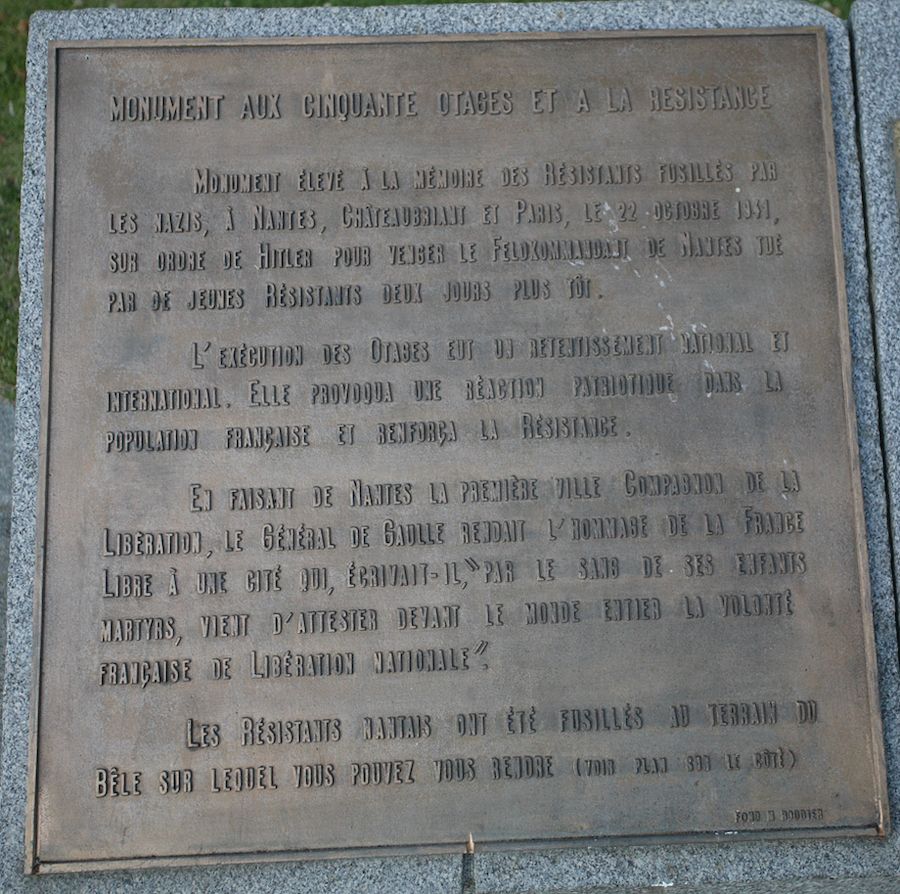 MONUMENT AUX CINQUANTE OTAGES ET A LA RESISTANCE
MONUMENT ÉLEVÉ À LA MÉMOIRE DES RÉSISTANTS FUSILLÉS PAR
LES NAZIS, À NANTES, CHÂTEAUBRIANT ET PARIS, LE 22 OCTOBRE 1941,
SUR ORDRE DE HITLER POUR VENGER LE FELDKOMMANDANT DE NANTES TUÉ
PAR DE JEUNES RÉSISTANTS DEUX JOURS PLUS TÔT.
L'EXÉCUTION DES OTAGES EUT UN RETENTISSEMENT NATIONAL ET
INTERNATIONAL. ELLE PROVOQUA UNE RÉACTION PATRIOTIQUE DANS LA
POPULATION FRANÇAISE ET RENFORÇA LA RÉSISTANCE.
EN FAISANT DE NANTES LA PREMIÈRE VILLE COMPAGNON DE LA
LIBÉRATION, LE GÉNÉRAL DE GAULLE RENDAIT L'HOMMAGE DE LA FRANCE
LIBRE À UNE CITÉ QUI, ÉCRIVAIT-IL, "PAR LE SANG DE SES ENFANTS
MARTYRS, VIENT D'ATTESTER DEVANT LE MONDE ENTIER LA VOLONTÉ
FRANÇAISE DE LIBÉRATION NATIONALE".
LES RÉSISTANTS NANTAIS ONT ÉTÉ FUSILLÉS AU TERRAIN DU
BÊLE SUR LEQUEL VOUS POUVEZ VOUS RENDRE (VOIR PLAN SUR LE CÔTÉ)